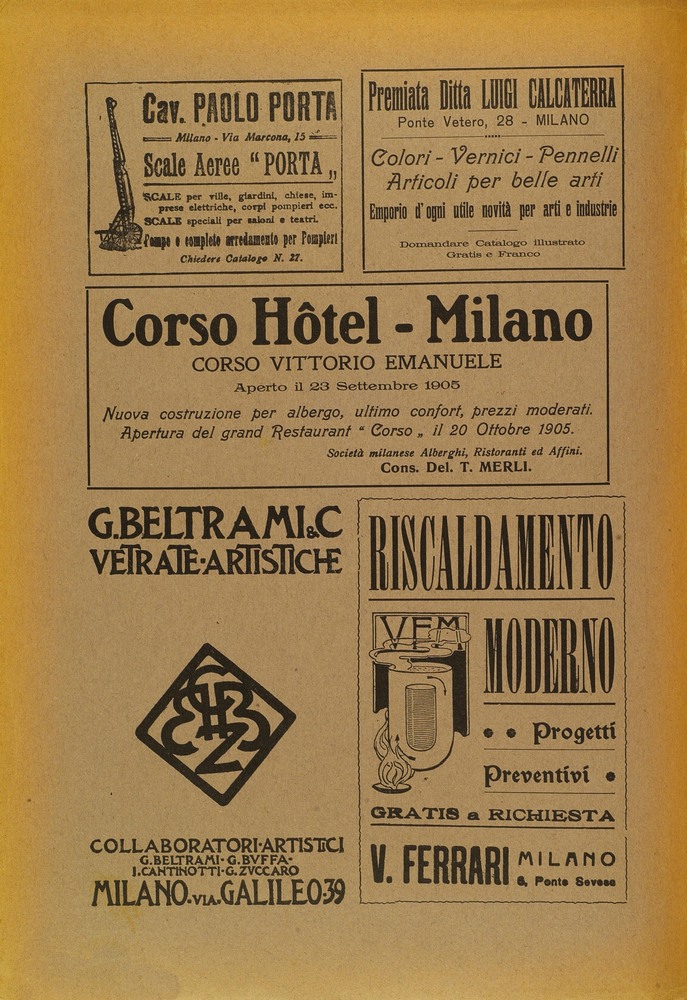 Cav. PAOLO PORTA
Milano - Via Marcona, 15
Scale Aeree “ PORTA „
SCALE per ville, giardini, chiese, im-
prese elettriche, corpi pompieri ecc.
SCALE speciali per saloni e teatri.
Pompe e completo arredamento per Pompieri
Chiedere Catalogo N. 27.
Premiata Ditta LUIGI CALCATERRA
Ponte Vetero, 28 - MILANO
Colori - Vernici - Pennelli
Articoli per belle arti
Emporio d'ogni utile novità per arti e industrie
Domandare Catalogo illustrato
Gratis e Franco
Corso Hôtel - Milano
CORSO VITTORIO EMANUELE
Aperto il 23 Settembre 1905
Nuova costruzione per albergo, ultimo confort, prezzi moderati.
Apertura del grand Restaurant “ Corso „ il 20 Ottobre 1905.
Società milanese Alberghi, Ristoranti ed Affini.
Cons. Del. T. MERLI.
G.BELTRAMI&C
VETRATE·ARTISTICHE
COLLABORATORI·ARTISTICI
G.BELTRAMI·G.BVFFA·
I.CANTINOTTI·G.ZVCCARO
MILANO.VIA.GALILEO·39
RISCALDAMENTO
VFM
MODERNO
Progetti
Preventivi
GRATIS a RICHIESTA
V. FERRARI MILANO
6, Ponte Seveso